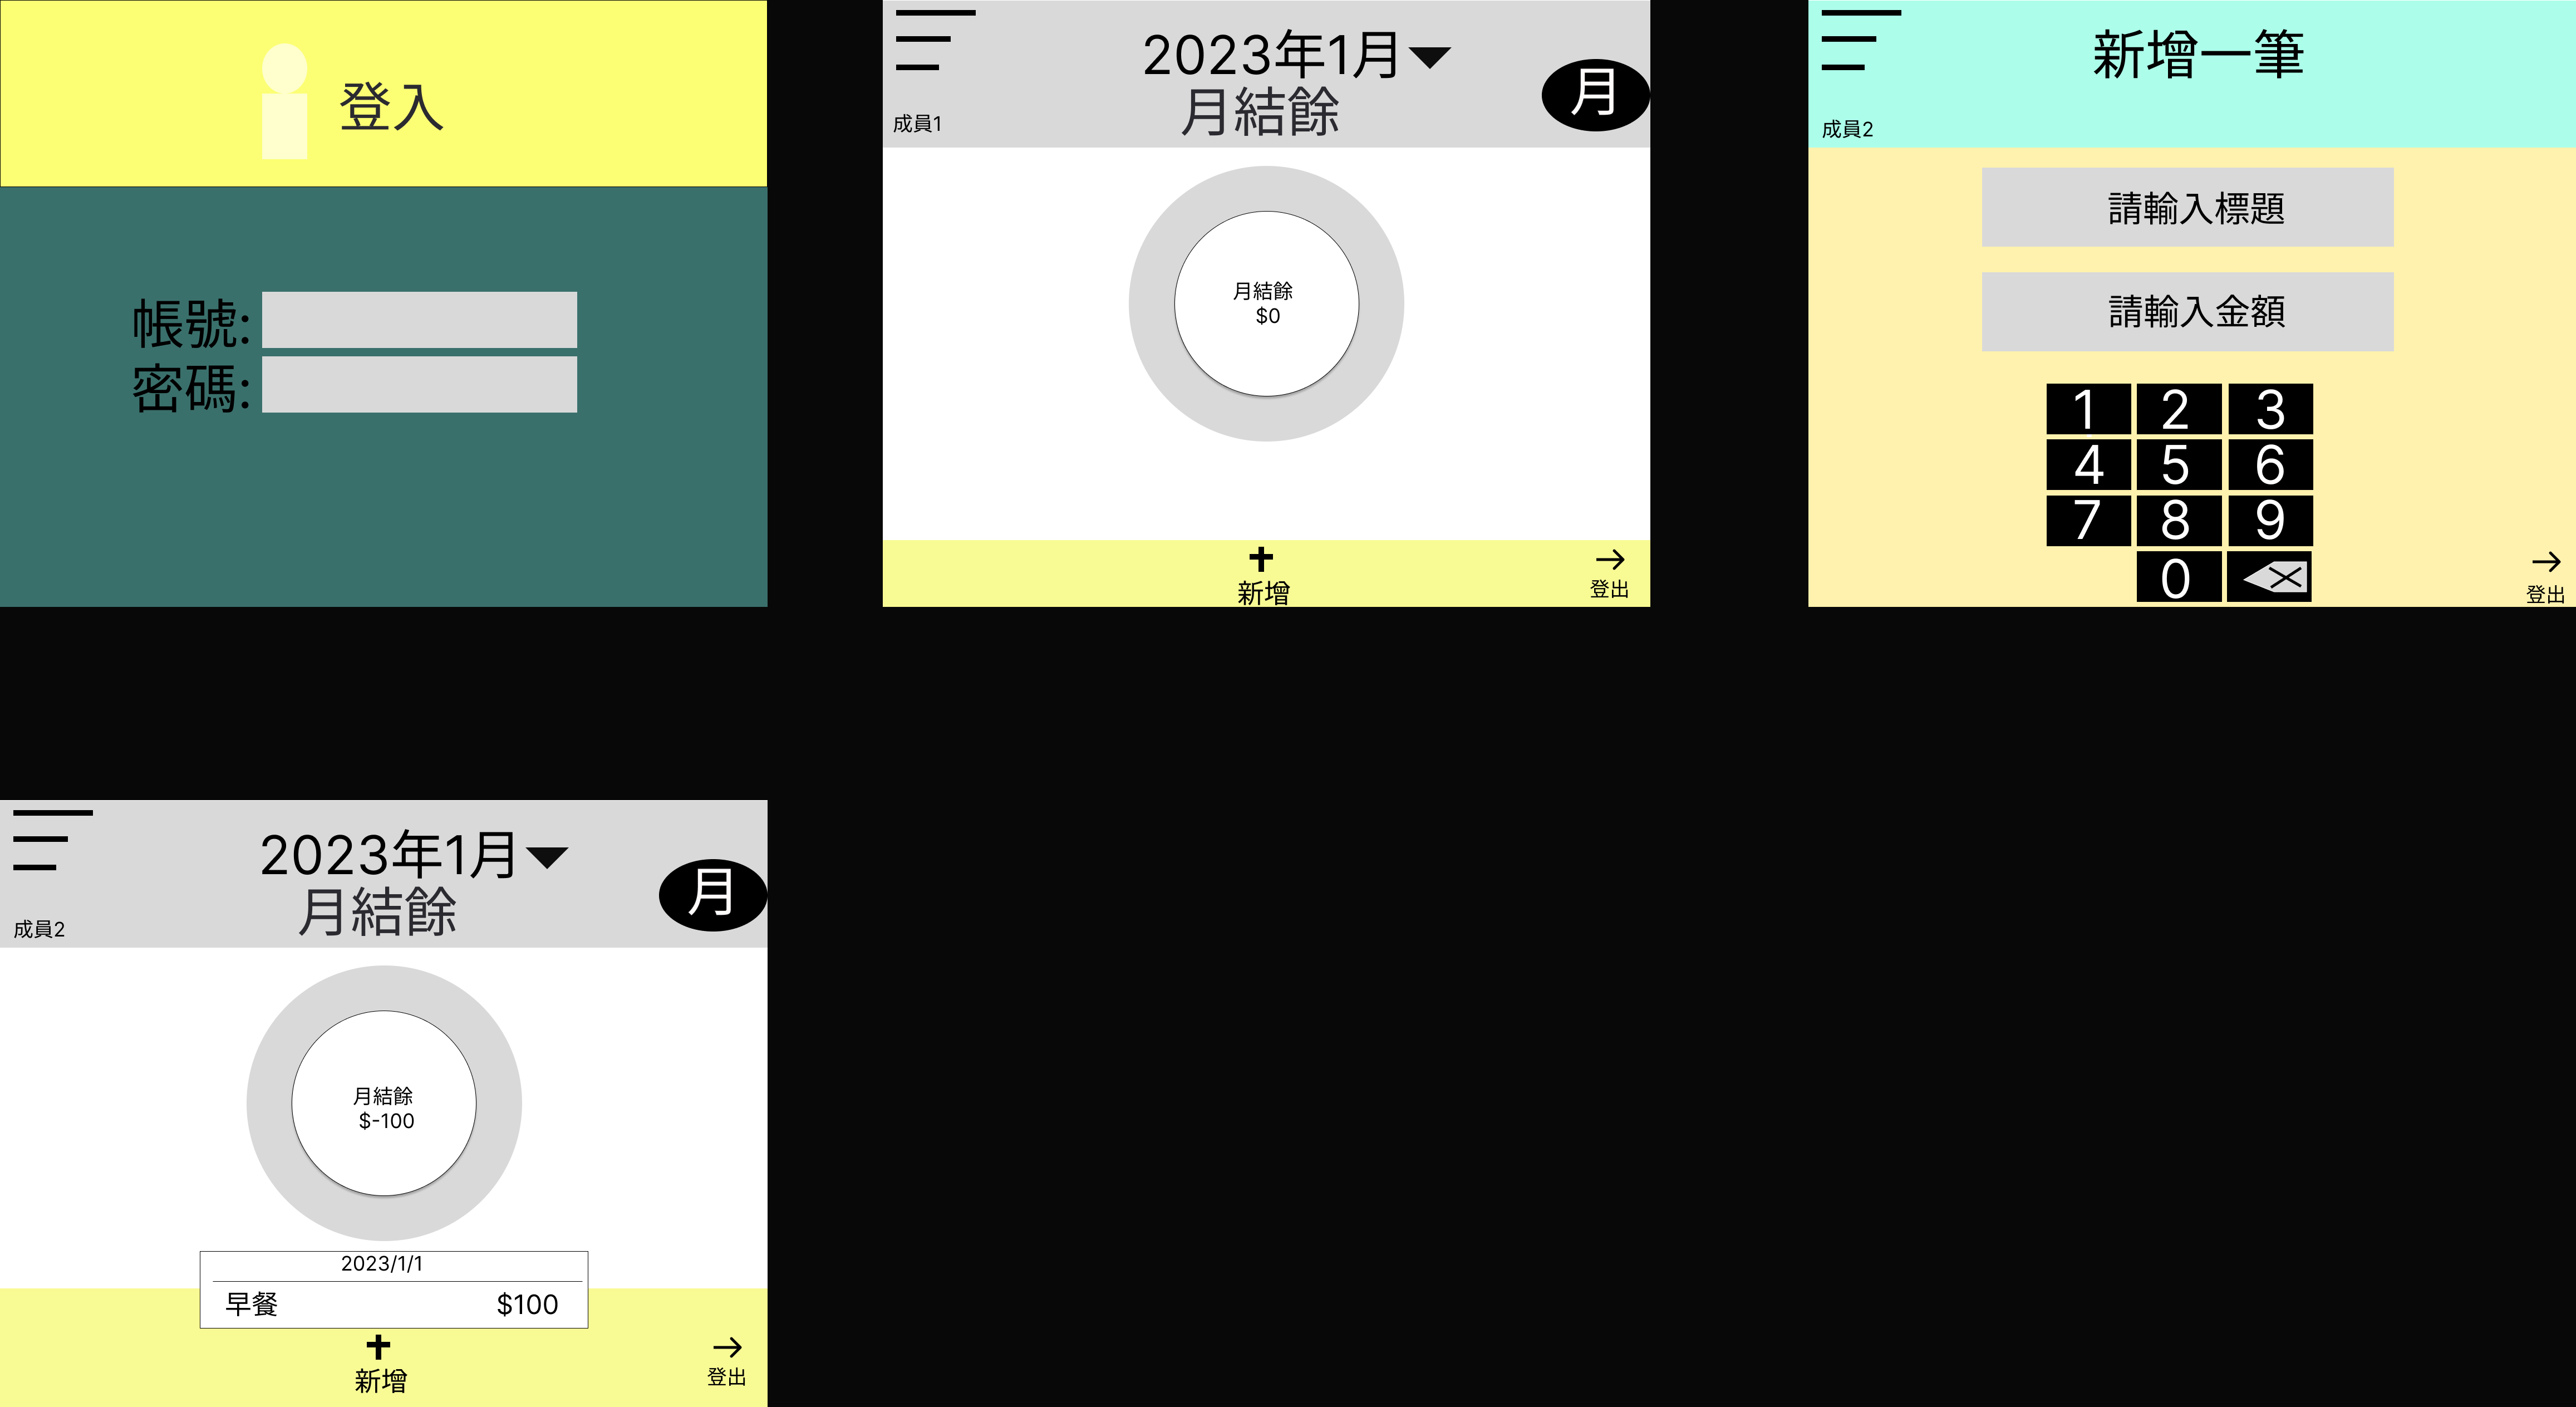 登入
帳號:
密碼:
2023年1月
月結餘
月
成員1
月結餘
$0
新增
登出
新增一筆
成員2
請輸入標題
請輸入金額
1 2 3
4 5 6
7 8 9
0
登出
2023年1月
月結餘
月
成員2
月結餘
$-100
2023/1/1
早餐 $100
新增
登出